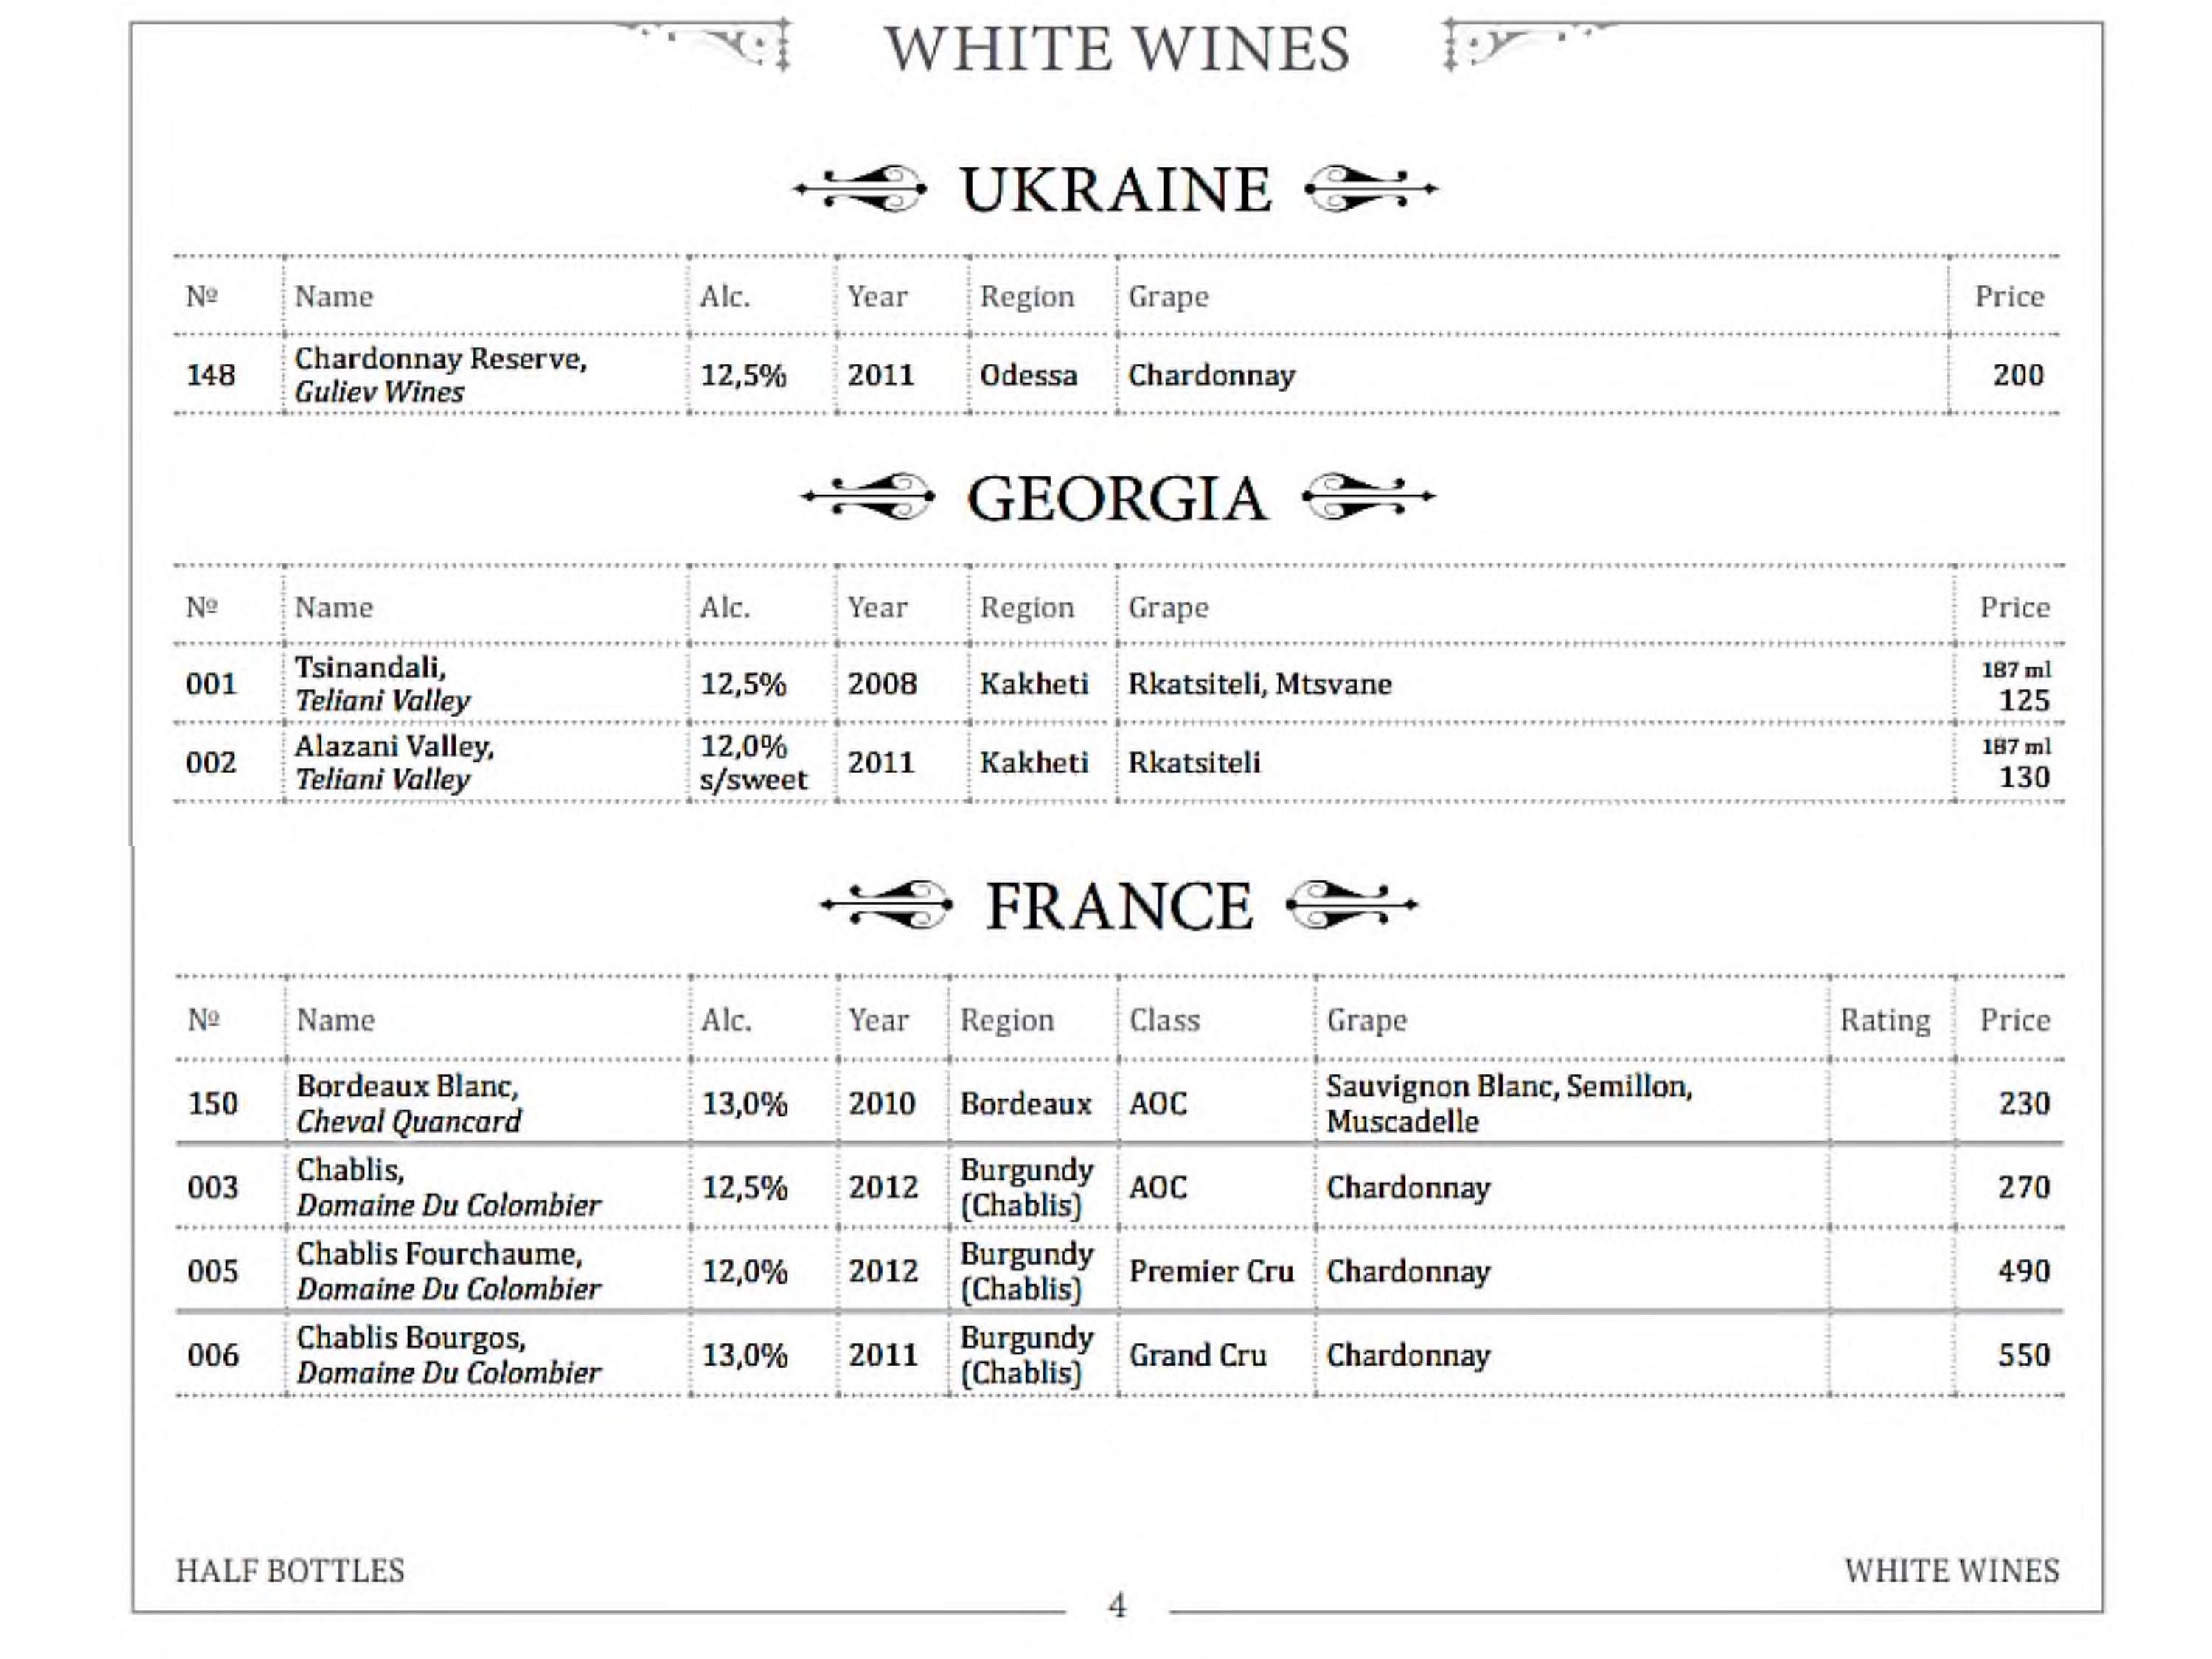 WHITE WINES
UKRAINE
№ Name Alc. Year Region Grape Price
148 Chardonnay Reserve, 12,5% 2011 Odessa Chardonnay 200
Guliev Wines
GEORGIA
№ Name Alc. Year Region Grape Price
001 Tsinandali, 12,5% 2008 Kakheti Rkatsiteli, Mtsvane 187 ml
Teliani Valley 125
002 Alazani Valley, 12,0% 2011 Kakheti Rkatsiteli 187 ml
Teliani Valley s/sweet 130
FRANCE
№ Name Alc. Year Region Class Grape Rating Price
150 Bordeaux Blanc, 13,0% 2010 Bordeaux AOC Sauvignon Blanc, Semillon, 230
Cheval Quancard Muscadelle
003 Chablis, 12,5% 2012 Burgundy AOC Chardonnay 270
Domaine Du Colombier (Chablis)
005 Chablis Fourchaume, 12,0% 2012 Burgundy Premier Cru Chardonnay 490
Domaine Du Colombier (Chablis)
006 Chablis Bourgos, 13,0% 2011 Burgundy Grand Cru Chardonnay 550
Domaine Du Colombier (Chablis)
HALF BOTTLES WHITE WINES
4